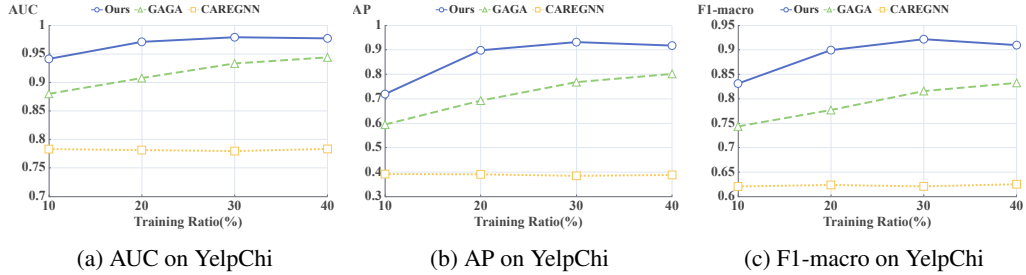 AUC Ours GAGA CAREGNN
1
0.95
0.9
0.85
0.8
0.75
0.7
10 20 30 40
Training Ratio(%)
(a) AUC on YelpChi
AP Ours GAGA CAREGNN
1
0.9
0.8
0.7
0.6
0.5
0.4
0.3
10 20 30 40
Training Ratio(%)
(b) AP on YelpChi
F1-macro Ours GAGA CAREGNN
1
0.95
0.9
0.85
0.8
0.75
0.7
0.65
0.6
10 20 30 40
Training Ratio(%)
(c) F1-macro on YelpChi